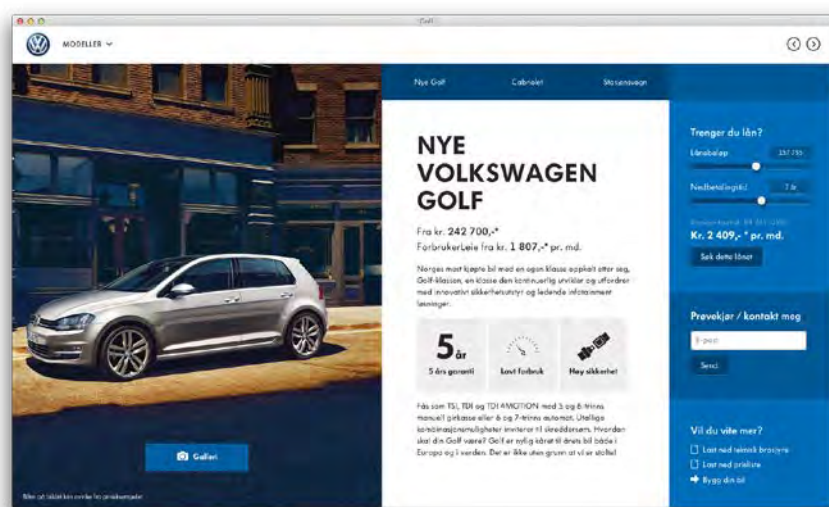 Golf
MODELLER
Nye Golf
Cabriolet
Stasjonsvogn
NYE
VOLKSWAGEN
GOLF
Fra kr. 242 700,-*
ForbrukerLeie fra kr. 1 807,-* pr. md.
Norges mest kjøpte bil med en egen klasse oppkalt etter seg,
Golf-klassen, en klasse den kontinuerlig utvikler og utfordrer
med innovativt sikkerhetsutstyr og ledende infotainment
løsninger.
5 år
5 års garanti
Lavt forbruk
Høy sikkerhet
Fås som TSI, TDI og TDI 4MOTION med 5 og 6-trinns
manuell girkasse eller 6 og 7-trinns automat. Utallige
kombinasjonsmuligheter inviterer til skreddersøm. Hvordan
skal din Golf være? Golf er nylig kåret til årets bil både i
Europa og i verden. Det er ikke uten grunn at vi er stolte!
Galleri
Trenger du lån?
Lånebeløp
157 755
Nedbetalingstid
7 år
Kr. 2 409,-* pr. md.
Søk dette lånet
Prøvekjør / kontakt meg
E-post
Send
Vil du vite mer?
Last ned teknisk brosjyre
Last ned prisliste
Bygg din bil